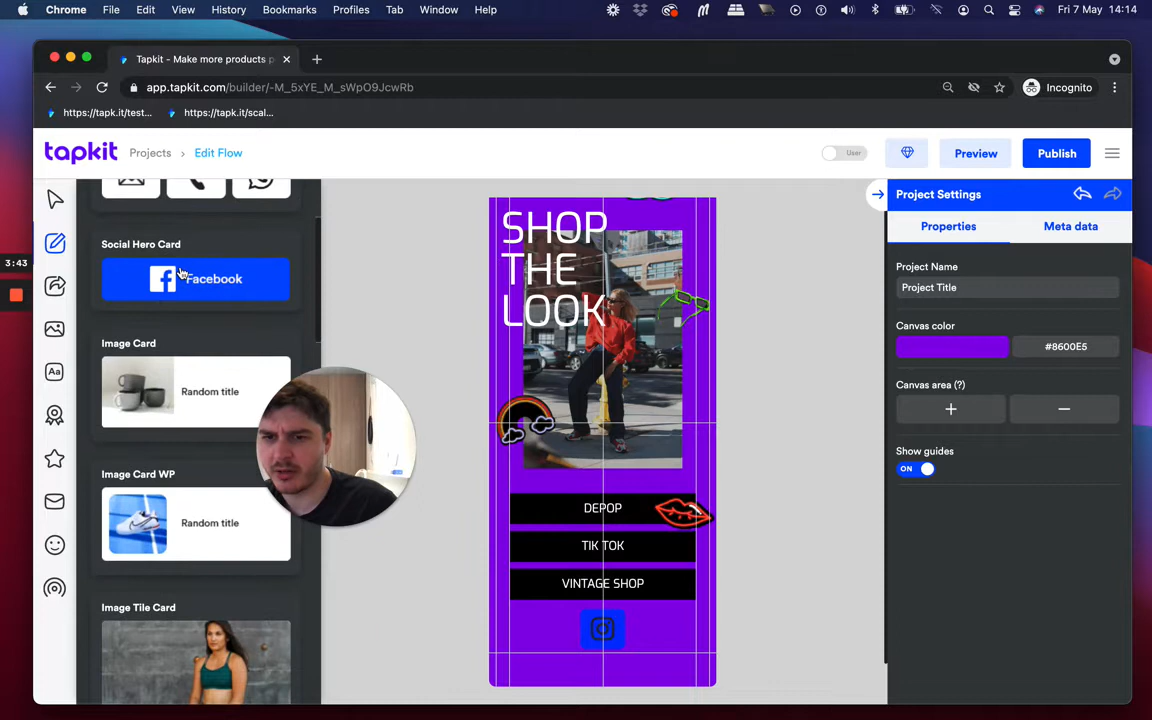 Chrome File Edit View History Bookmarks Profiles Tab Window Help Fri 7 May 14:14
Tapkit - Make more products p
app.tapkit.com/builder/-M_5xYE_M_sWpO9JcwRb Incognito
https://tapk.it/test... https://tapk.it/scal...
tapkit Projects > Edit Flow User Preview Publish
Project Settings
Properties Meta data
Project Name
Project Title
Canvas color
#8600E5
Canvas area (?)
+ −
Show guides
ON
3:43
Social Hero Card
Facebook
Image Card
Random title
Image Card WP
Random title
Image Tile Card
Aa
SHOP
THE
LOOK
DEPOP
TIK TOK
VINTAGE SHOP